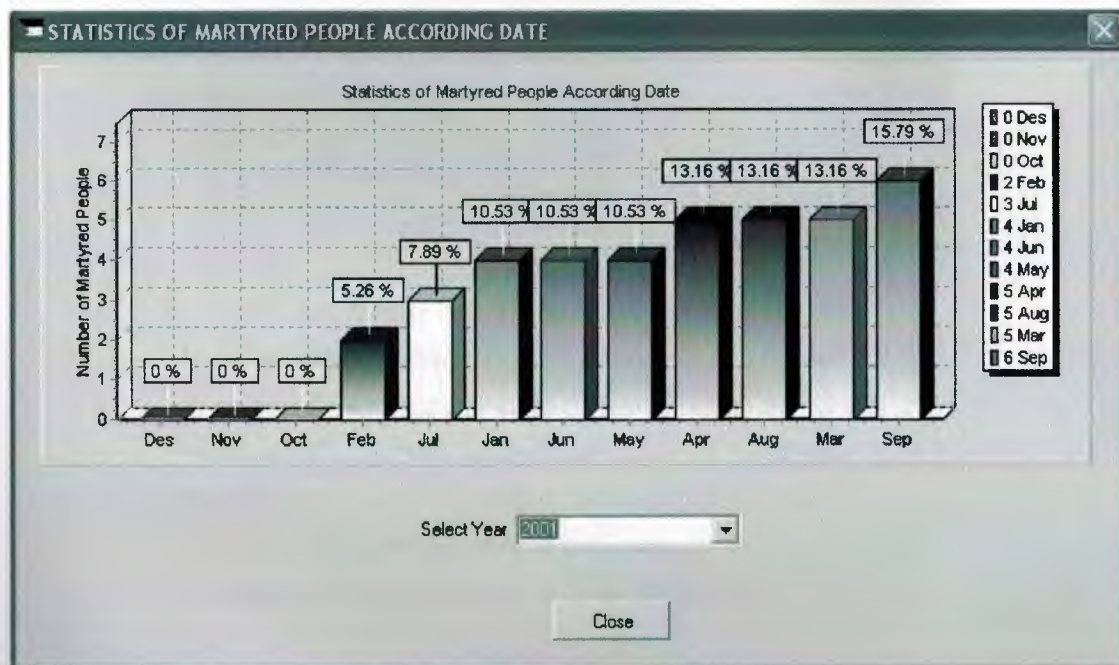 STATISTICS OF MARTYRED PEOPLE ACCORDING DATE
Statistics of Martyred People According Date
Number of Martyred People
7
6
5
4
3
2
1
0
0 %
0 %
0 %
5.26 %
7.89 %
10.53 %
10.53 %
10.53 %
13.16 %
13.16 %
13.16 %
15.79 %
Des Nov Oct Feb Jul Jan Jun May Apr Aug Mar Sep
0 Des
0 Nov
0 Oct
2 Feb
3 Jul
4 Jan
4 Jun
4 May
5 Apr
5 Aug
5 Mar
6 Sep
Select Year 2001
Close